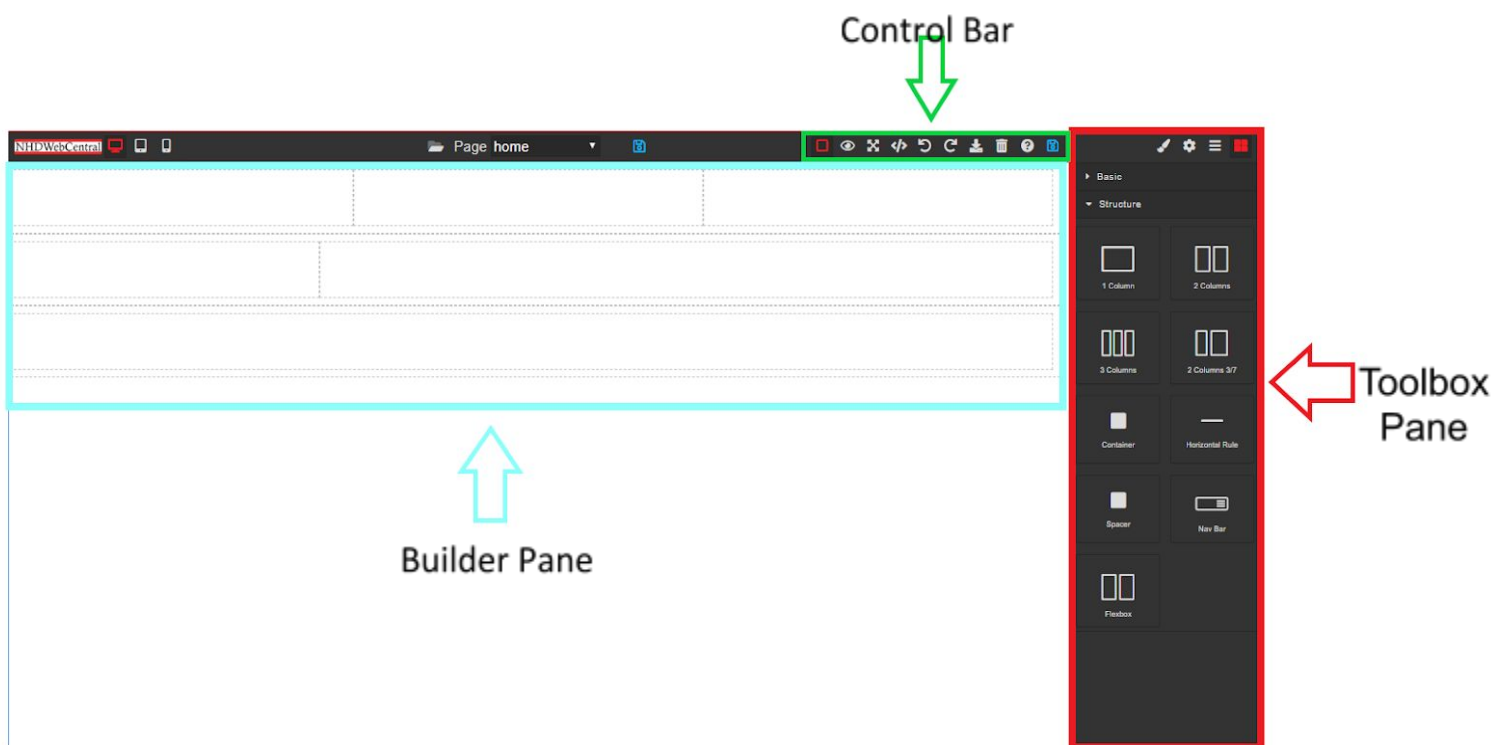 Control Bar
NHDWebCentral
Page home
Basic
Structure
1 Column
2 Columns
3 Columns
2 Columns 3/7
Container
Horizontal Rule
Spacer
Nav Bar
Flexbox
Toolbox
Pane
Builder Pane